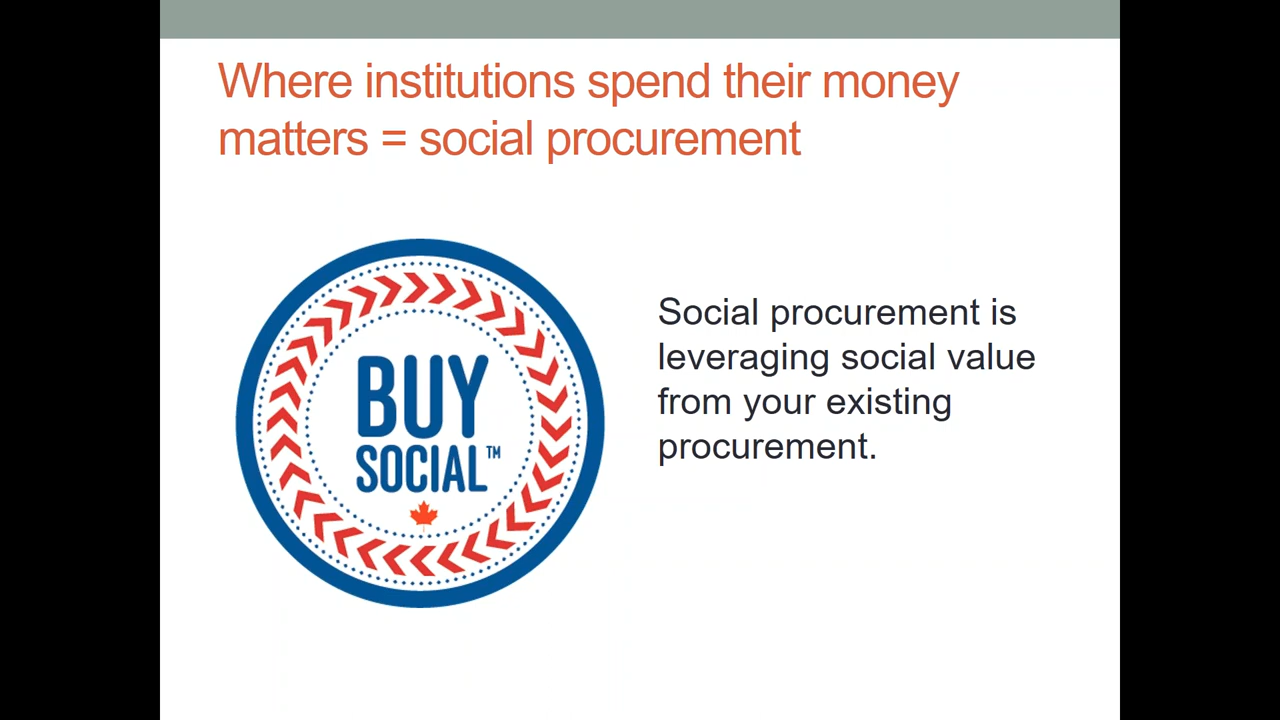 Where institutions spend their money
matters = social procurement
BUY
SOCIAL™
Social procurement is
leveraging social value
from your existing
procurement.